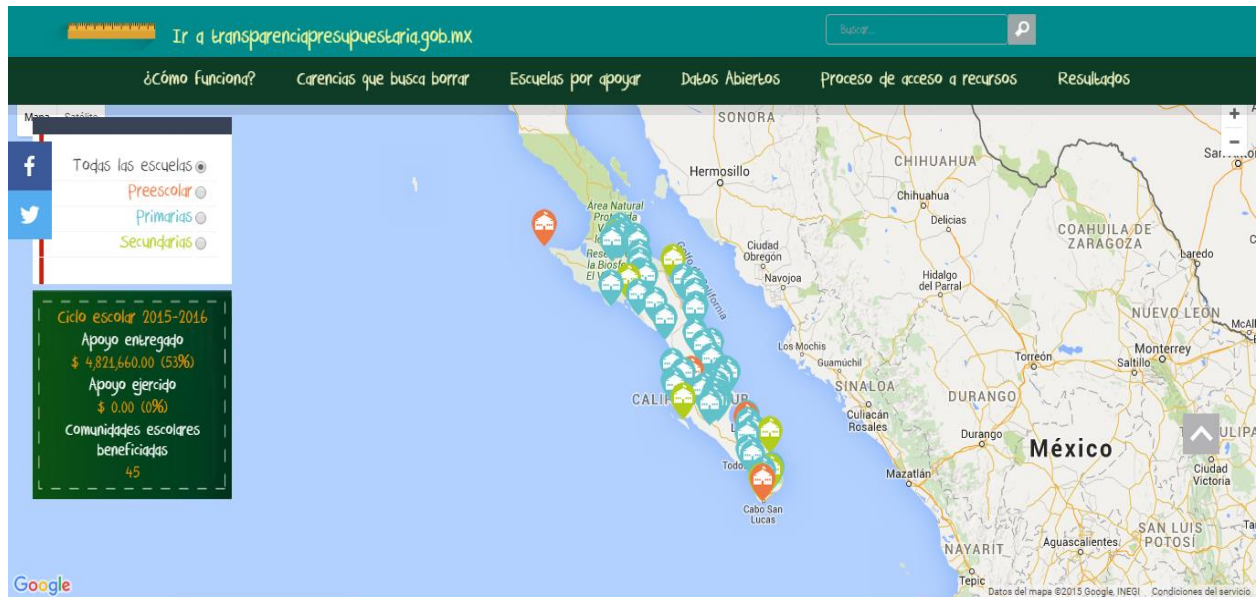 Ir a transparenciapresupuestaria.gob.mx
Buscar...
¿Cómo funciona? Carencias que busca borrar Escuelas por apoyar Datos Abiertos Proceso de acceso a recursos Resultados
Todas las escuelas
Preescolar
Primarias
Secundarias
Ciclo escolar 2015-2016
Apoyo entregado
$ 4,821,660.00 (53%)
Apoyo ejercido
$ 0.00 (0%)
Comunidades escolares
beneficiadas
45
SONORA
Hermosillo
CHIHUAHUA
Chihuahua
Delicias
COAHUILA DE
ZARAGOZA
Laredo
Área Natural
Ciudad
Obregón
Navojoa
Hidalgo
del Parral
NUEVO LEÓN
Monterrey
Saltillo
Torreón
Los Mochis
Guamúchil
SINALOA
Culiacán
Rosales
DURANGO
Durango
México
Mazatlán
Ciudad
Victoria
Cabo San
Lucas
SAN LUIS
POTOSÍ
Aguascalientes
NAYARIT
Tepic
Google
Datos del mapa ©2015 Google, INEGI Condiciones del servicio